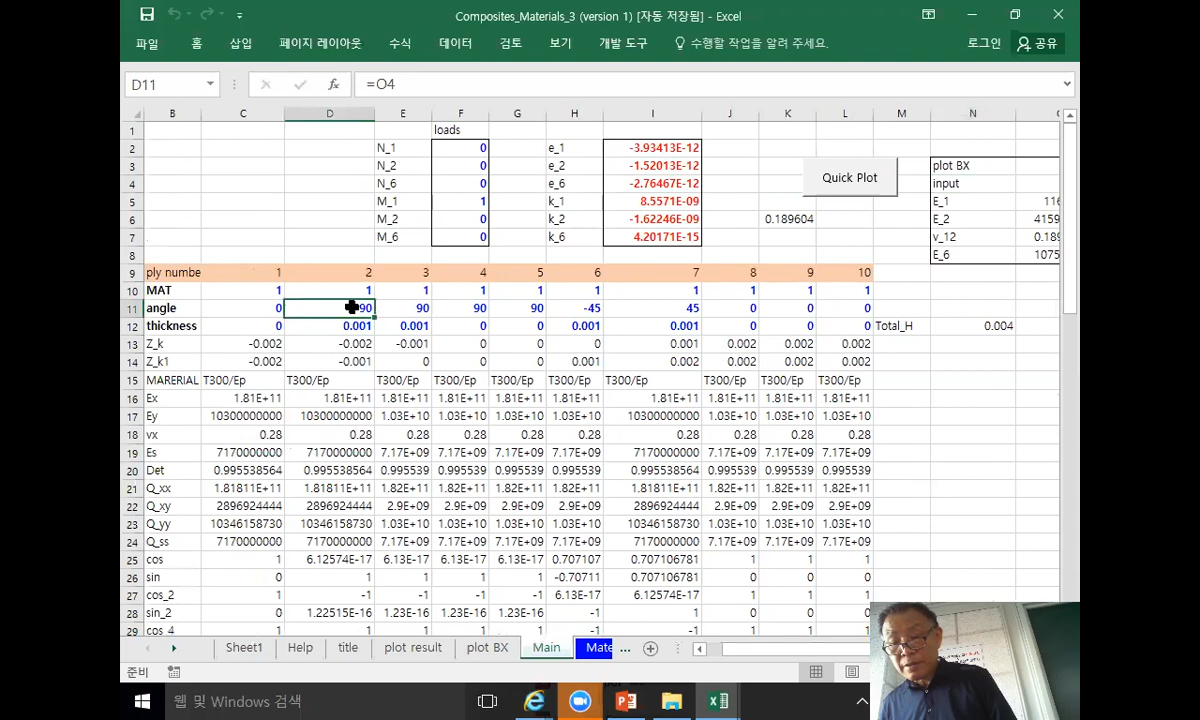 Composites_Materials_3 (version 1) [자동 저장됨] - Excel
파일 홈 삽입 페이지 레이아웃 수식 데이터 검토 보기 개발 도구 수행할 작업을 알려 주세요. 로그인 공유
D11 fx =O4
B C D E F G H I J K L M N
1 loads
2 N_1 0 e_1 -3.93413E-12
3 N_2 0 e_2 -1.52013E-12 plot BX
4 N_6 0 e_6 -2.76467E-12 Quick Plot input
5 M_1 1 k_1 8.5571E-09 E_1 116
6 M_2 0 k_2 -1.62246E-09 0.189604 E_2 4159
7 M_6 0 k_6 4.20171E-15 v_12 0.189
8 E_6 1075
9 ply numbe 1 2 3 4 5 6 7 8 9 10
10 MAT 1 1 1 1 1 1 1 1 1 1
11 angle 0 90 90 90 90 -45 45 0 0 0
12 thickness 0 0.001 0.001 0 0 0.001 0.001 0 0 0 Total_H 0.004
13 Z_k -0.002 -0.002 -0.001 0 0 0 0.001 0.002 0.002 0.002
14 Z_k1 -0.002 -0.001 0 0 0 0.001 0.002 0.002 0.002 0.002
15 MARERIAL T300/Ep T300/Ep T300/Ep T300/Ep T300/Ep T300/Ep T300/Ep T300/Ep T300/Ep T300/Ep
16 Ex 1.81E+11 1.81E+11 1.81E+11 1.81E+11 1.81E+11 1.81E+11 1.81E+11 1.81E+11 1.81E+11 1.81E+11
17 Ey 10300000000 10300000000 1.03E+10 1.03E+10 1.03E+10 1.03E+10 10300000000 1.03E+10 1.03E+10 1.03E+10
18 vx 0.28 0.28 0.28 0.28 0.28 0.28 0.28 0.28 0.28 0.28
19 Es 7170000000 7170000000 7.17E+09 7.17E+09 7.17E+09 7.17E+09 7170000000 7.17E+09 7.17E+09 7.17E+09
20 Det 0.995538564 0.995538564 0.995539 0.995539 0.995539 0.995539 0.995538564 0.995539 0.995539 0.995539
21 Q_xx 1.81811E+11 1.81811E+11 1.82E+11 1.82E+11 1.82E+11 1.82E+11 1.81811E+11 1.82E+11 1.82E+11 1.82E+11
22 Q_xy 2896924444 2896924444 2.9E+09 2.9E+09 2.9E+09 2.9E+09 2896924444 2.9E+09 2.9E+09 2.9E+09
23 Q_yy 10346158730 10346158730 1.03E+10 1.03E+10 1.03E+10 1.03E+10 10346158730 1.03E+10 1.03E+10 1.03E+10
24 Q_ss 7170000000 7170000000 7.17E+09 7.17E+09 7.17E+09 7.17E+09 7170000000 7.17E+09 7.17E+09 7.17E+09
25 cos 1 6.12574E-17 6.13E-17 6.13E-17 6.13E-17 0.707107 0.707106781 1 1 1
26 sin 0 1 1 1 1 -0.70711 0.707106781 0 0 0
27 cos_2 1 -1 -1 -1 -1 6.13E-17 6.12574E-17 1 1 1
28 sin_2 0 1.22515E-16 1.23E-16 1.23E-16 1.23E-16 -1 1 0 0
29 cos_4 1 1 1 1 1 -1 -1 1
Sheet1 Help title plot result plot BX Main Mate ...
준비
웹 및 Windows 검색